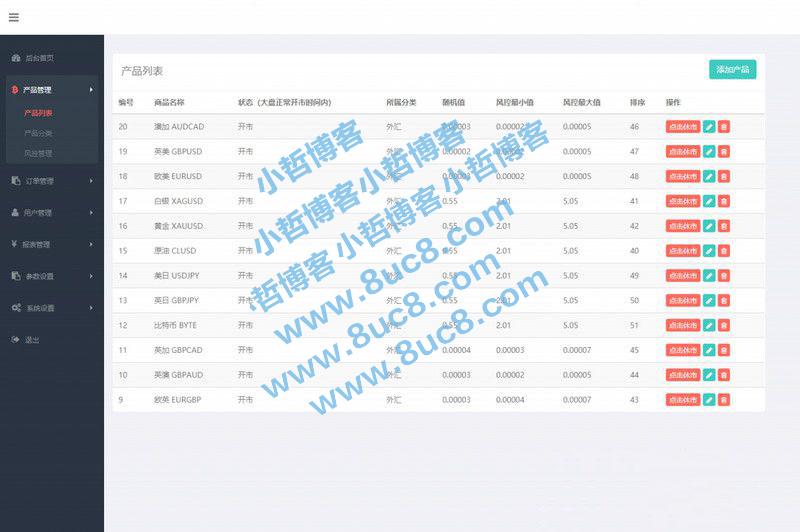 后台首页
产品管理
产品列表
产品分类
风控管理
订单管理
用户管理
报表管理
参数设置
系统设置
退出
产品列表
添加产品
编号 商品名称 状态（大盘正常开市时间内） 所属分类 随机值 风控最小值 风控最大值 排序 操作
20 澳加 AUDCAD 开市 外汇 0.00003 0.00002 0.00005 46 点击休市
19 英美 GBPUSD 开市 外汇 0.00002 0.00005 47 点击休市
18 欧美 EURUSD 开市 外汇 0.00003 0.00002 0.00005 48 点击休市
17 白银 XAGUSD 开市 外汇 0.55 2.01 5.05 41 点击休市
16 黄金 XAUUSD 开市 外汇 0.55 2.01 5.05 42 点击休市
15 原油 CLUSD 开市 外汇 0.55 2.01 5.05 40 点击休市
14 美日 USDJPY 开市 外汇 0.55 2.01 5.05 49 点击休市
13 英日 GBPJPY 开市 外汇 0.55 2.01 5.05 50 点击休市
12 比特币 BYTE 开市 外汇 0.55 2.01 5.05 51 点击休市
11 英加 GBPCAD 开市 外汇 0.00004 0.00003 0.00007 45 点击休市
10 英澳 GBPAUD 开市 外汇 0.00003 0.00002 0.00005 44 点击休市
9 欧英 EURGBP 开市 外汇 0.00003 0.00004 0.00007 43 点击休市
小哲博客小哲博客
小哲博客小哲博客
哲博客小哲博客
www.8uc8.com
www.8uc8.com
www.8uc8.com